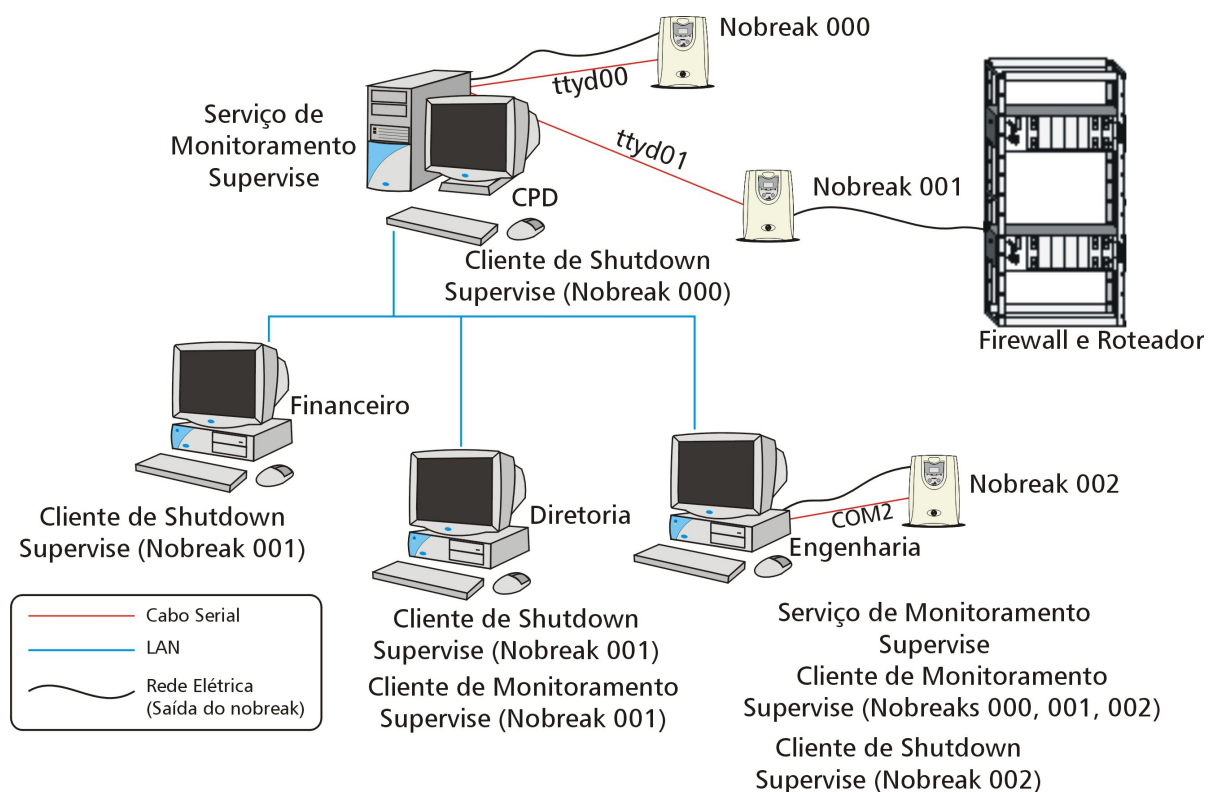 Nobreak 000
ttyd00
Serviço de
Monitoramento
Supervise
ttyd01
Nobreak 001
CPD
Cliente de Shutdown
Supervise (Nobreak 000)
Firewall e Roteador
Financeiro
Cliente de Shutdown
Supervise (Nobreak 001)
Diretoria
Cliente de Shutdown
Supervise (Nobreak 001)
Cliente de Monitoramento
Supervise (Nobreak 001)
Nobreak 002
COM2
Engenharia
Serviço de Monitoramento
Supervise
Cliente de Monitoramento
Supervise (Nobreaks 000, 001, 002)
Cliente de Shutdown
Supervise (Nobreak 002)
Cabo Serial
LAN
Rede Elétrica
(Saída do nobreak)